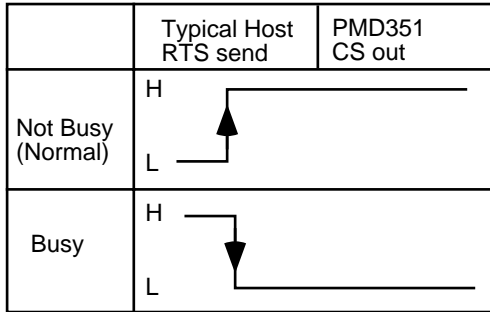 Typical Host
RTS send
PMD351
CS out
Not Busy
(Normal)
H
L
Busy
H
L